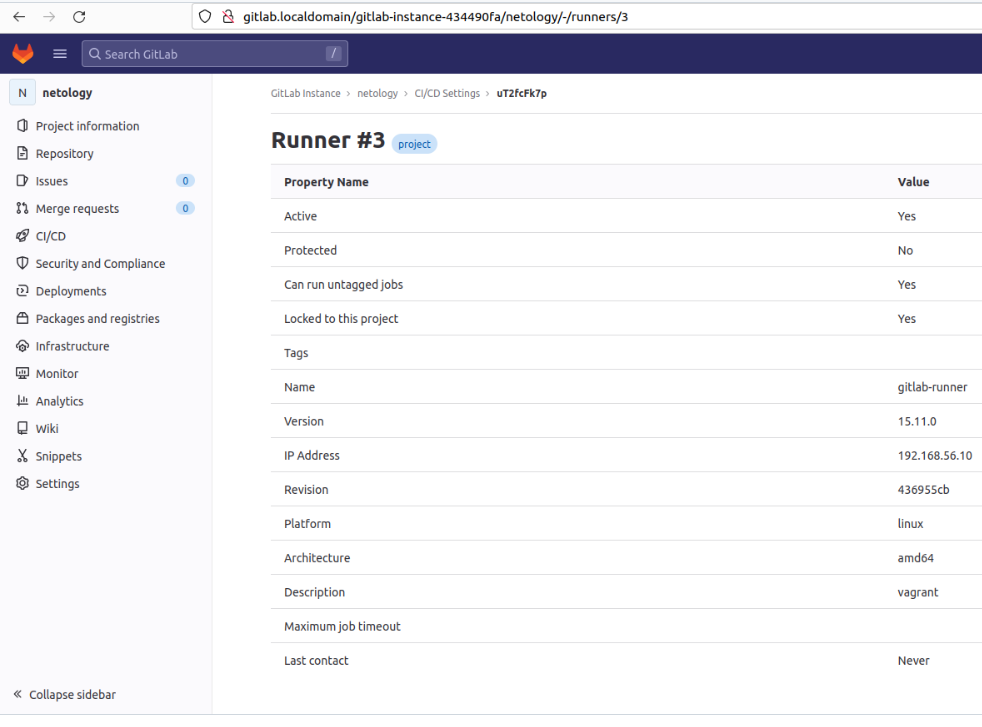 gitlab.localdomain/gitlab-instance-434490fa/netology/-/runners/3
Search GitLab /
N netology
Project information
Repository
Issues 0
Merge requests 0
CI/CD
Security and Compliance
Deployments
Packages and registries
Infrastructure
Monitor
Analytics
Wiki
Snippets
Settings
« Collapse sidebar
GitLab Instance › netology › CI/CD Settings › uT2fcFk7p
Runner #3 project
Property Name Value
Active Yes
Protected No
Can run untagged jobs Yes
Locked to this project Yes
Tags
Name gitlab-runner
Version 15.11.0
IP Address 192.168.56.10
Revision 436955cb
Platform linux
Architecture amd64
Description vagrant
Maximum job timeout
Last contact Never